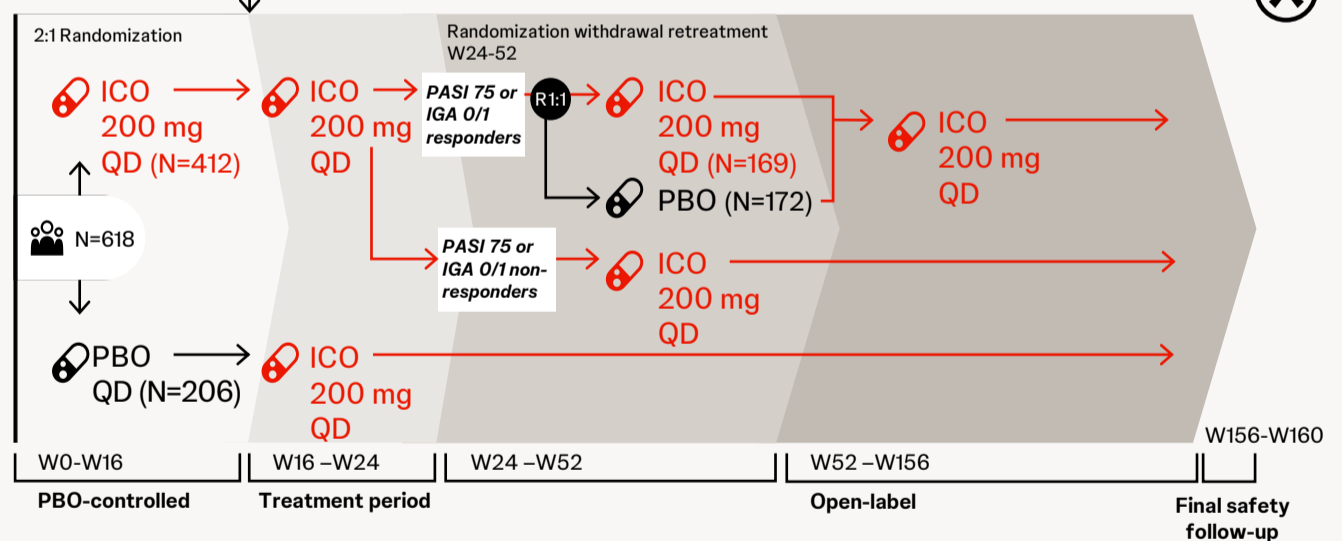 2:1 Randomization
Randomization withdrawal retreatment
W24-52
ICO
200 mg
QD (N=412)
ICO
200 mg
QD
PASI 75 or
IGA 0/1
responders
R1:1
ICO
200 mg
QD (N=169)
PBO (N=172)
ICO
200 mg
QD
N=618
PASI 75 or
IGA 0/1 non-
responders
ICO
200 mg
QD
PBO
QD (N=206)
ICO
200 mg
QD
W0-W16
W16 –W24
W24 –W52
W52 –W156
W156-W160
PBO-controlled
Treatment period
Open-label
Final safety
follow-up